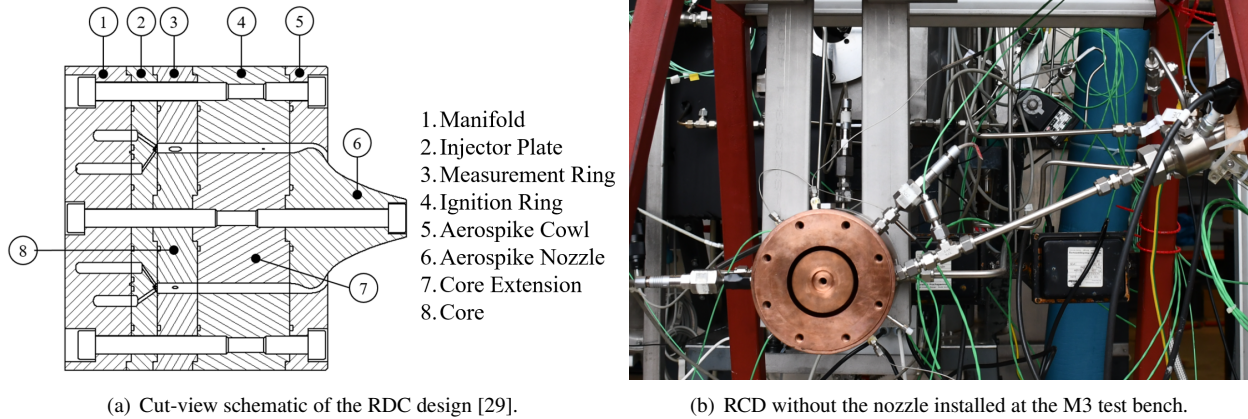 1
2
3
4
5
6
7
8
1. Manifold
2. Injector Plate
3. Measurement Ring
4. Ignition Ring
5. Aerospike Cowl
6. Aerospike Nozzle
7. Core Extension
8. Core
(a) Cut-view schematic of the RDC design [29].
(b) RCD without the nozzle installed at the M3 test bench.